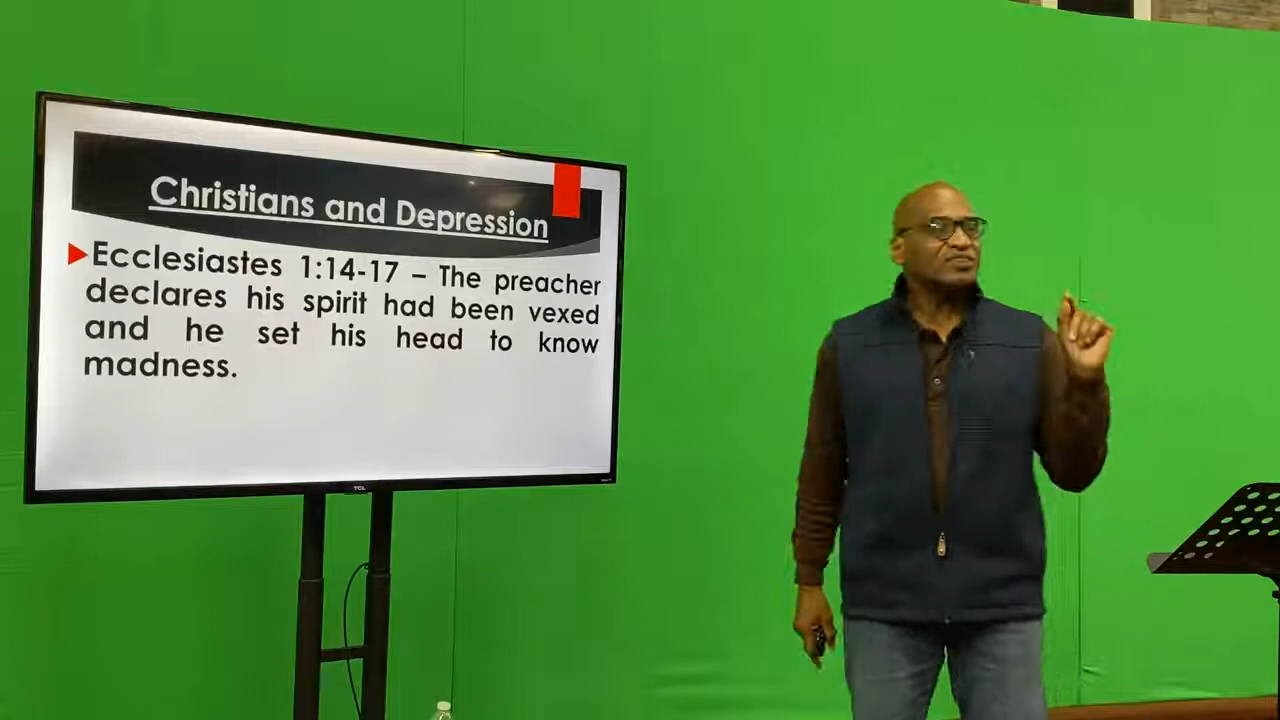 Christians and Depression
Ecclesiastes 1:14-17 – The preacher
declares his spirit had been vexed
and he set his head to know
madness.
TCL